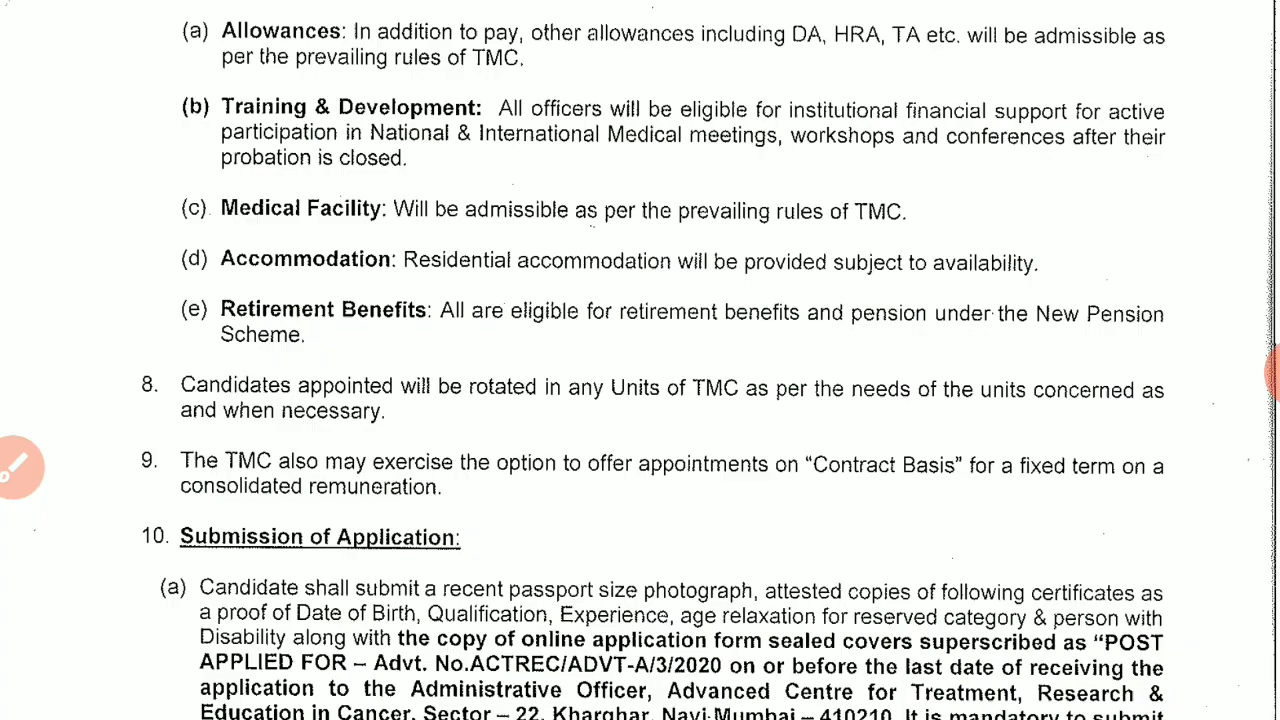 (a) Allowances: In addition to pay, other allowances including DA, HRA, TA etc. will be admissible as
per the prevailing rules of TMC.
(b) Training & Development: All officers will be eligible for institutional financial support for active
participation in National & International Medical meetings, workshops and conferences after their
probation is closed.
(c) Medical Facility: Will be admissible as per the prevailing rules of TMC.
(d) Accommodation: Residential accommodation will be provided subject to availability.
(e) Retirement Benefits: All are eligible for retirement benefits and pension under the New Pension
Scheme.
8. Candidates appointed will be rotated in any Units of TMC as per the needs of the units concerned as
and when necessary.
9. The TMC also may exercise the option to offer appointments on “Contract Basis” for a fixed term on a
consolidated remuneration.
10. Submission of Application:
(a) Candidate shall submit a recent passport size photograph, attested copies of following certificates as
a proof of Date of Birth, Qualification, Experience, age relaxation for reserved category & person with
Disability along with the copy of online application form sealed covers superscribed as “POST
APPLIED FOR – Advt. No.ACTREC/ADVT-A/3/2020 on or before the last date of receiving the
application to the Administrative Officer, Advanced Centre for Treatment, Research &
Education in Cancer, Sector – 22, Kharghar, Navi Mumbai – 410210. It is mandatory to submit